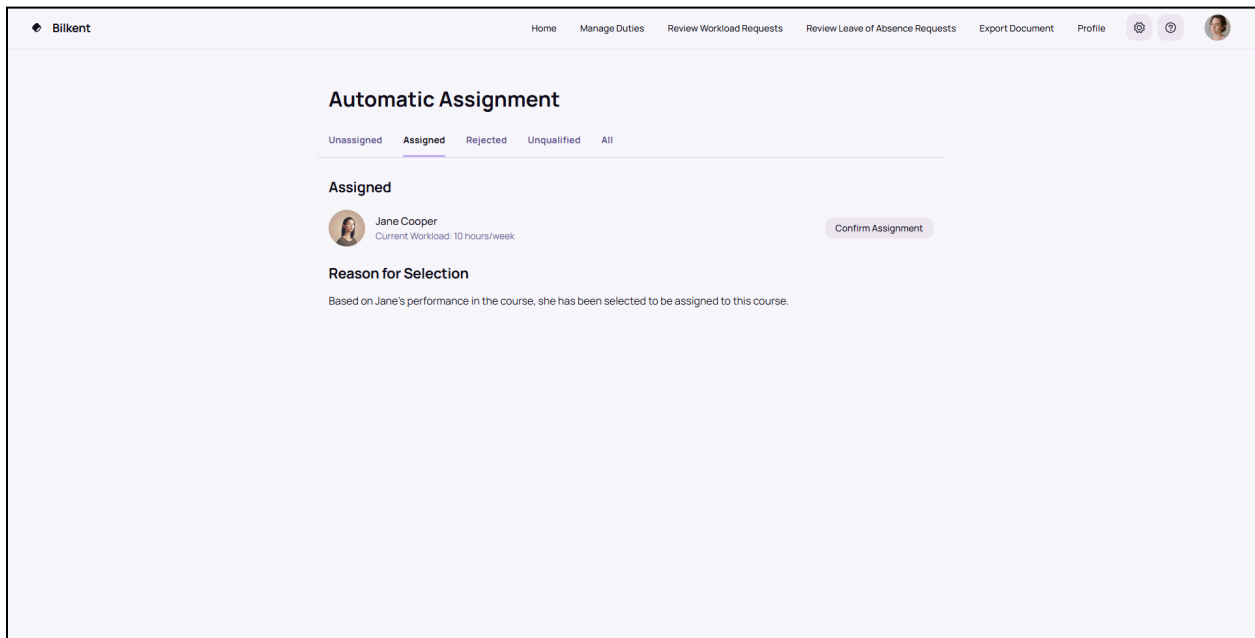 Bilkent
Home Manage Duties Review Workload Requests Review Leave of Absence Requests Export Document Profile
Automatic Assignment
Unassigned Assigned Rejected Unqualified All
Assigned
Jane Cooper
Current Workload: 10 hours/week
Confirm Assignment
Reason for Selection
Based on Jane's performance in the course, she has been selected to be assigned to this course.